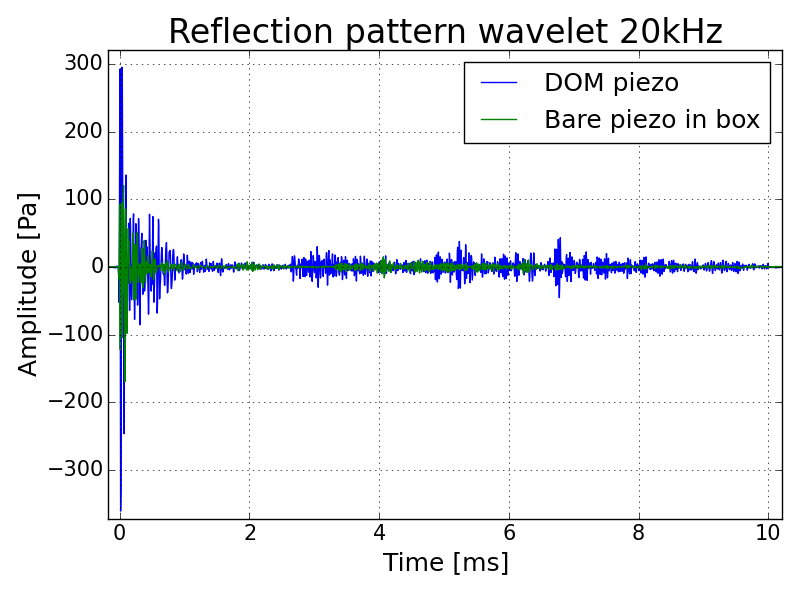 Reflection pattern wavelet 20kHz
DOM piezo
Bare piezo in box
300
200
100
0
−100
−200
−300
Amplitude [Pa]
0 2 4 6 8 10
Time [ms]